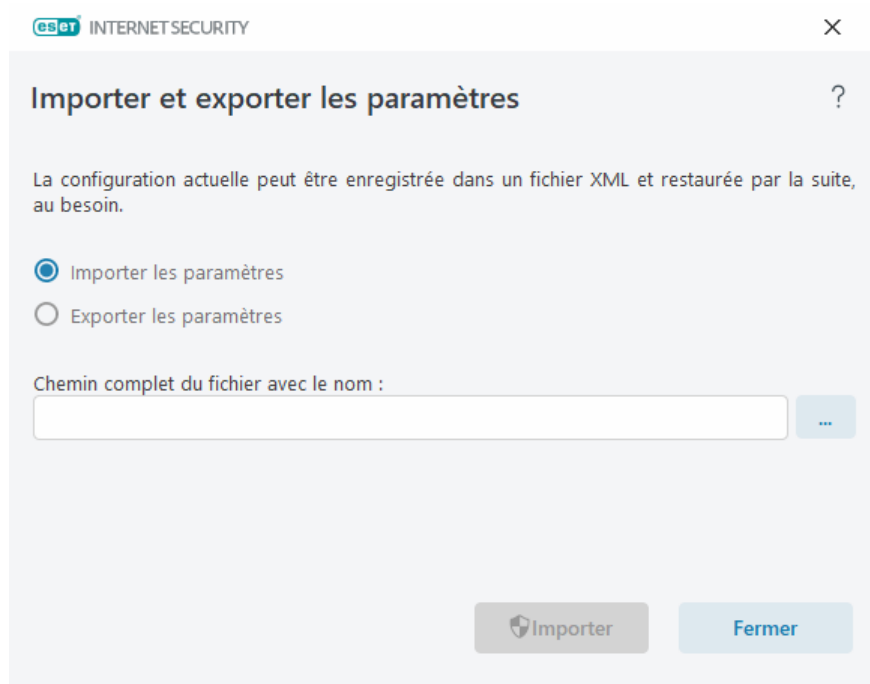 eset INTERNET SECURITY
Importer et exporter les paramètres
?
La configuration actuelle peut être enregistrée dans un fichier XML et restaurée par la suite,
au besoin.
Importer les paramètres
Exporter les paramètres
Chemin complet du fichier avec le nom :
...
Importer
Fermer